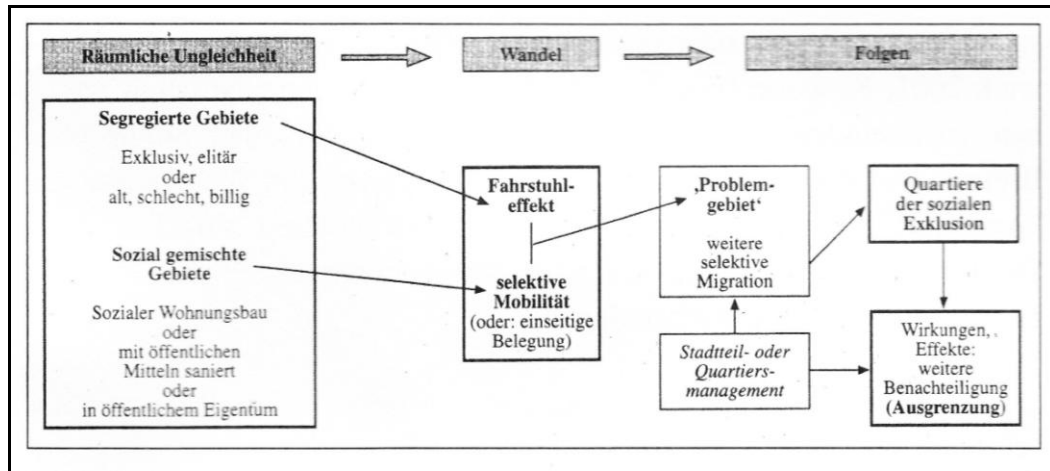 Räumliche Ungleichheit
Wandel
Folgen
Segregierte Gebiete
Exklusiv, elitär
oder
alt, schlecht, billig
Sozial gemischte
Gebiete
Sozialer Wohnungsbau
oder
mit öffentlichen
Mitteln saniert
oder
in öffentlichem Eigentum
Fahrstuhl-
effekt
selektive
Mobilität
(oder: einseitige
Belegung)
‚Problem-
gebiet‘
weitere
selektive
Migration
Stadtteil- oder
Quartiers-
management
Quartiere
der sozialen
Exklusion
Wirkungen,
Effekte:
weitere
Benachteiligung
(Ausgrenzung)